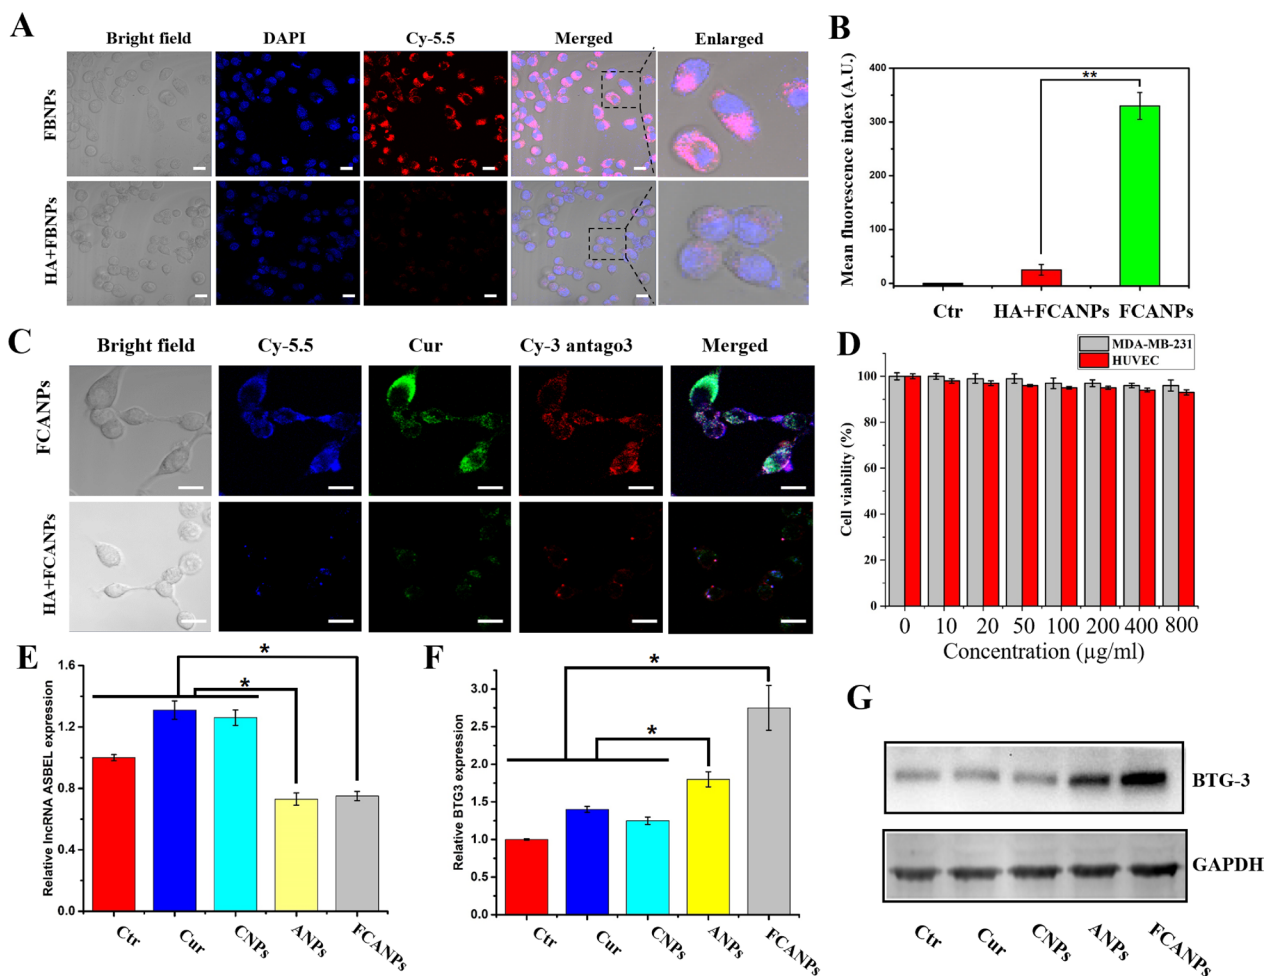 A
Bright field DAPI Cy-5.5 Merged Enlarged
FBNPs
HA+FBNPs
B
Mean fluorescence index (A.U.)
400
300
200
100
0
**
Ctr HA+FCANPs FCANPs
C
Bright field Cy-5.5 Cur Cy-3 antago3 Merged
FCANPs
HA+FCANPs
D
MDA-MB-231
HUVEC
Cell viability (%)
100
80
60
40
20
0
0 10 20 50 100 200 400 800
Concentration (µg/ml)
E
Relative lncRNA ASBEL expression
1.6
1.2
0.8
0.4
0.0
*
*
Ctr Cur CNPs ANPs FCANPs
F
Relative BTG3 expression
3.0
2.5
2.0
1.5
1.0
0.5
0.0
*
*
Ctr Cur CNPs ANPs FCANPs
G
BTG-3
GAPDH
Ctr Cur CNPs ANPs FCANPs